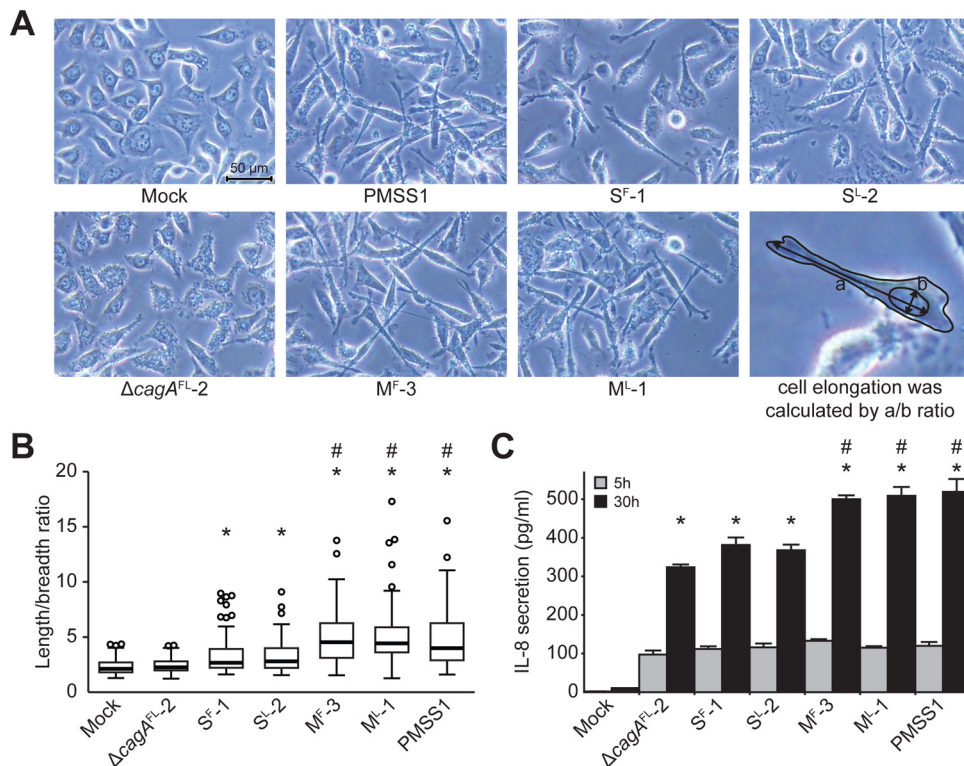 A
50 µm
Mock
PMSS1
Sᶠ-1
Sᴸ-2
ΔcagAᶠᴸ-2
Mᶠ-3
Mᴸ-1
a
b
cell elongation was
calculated by a/b ratio
B
# # #
* * * * *
20
15
10
5
0
Length/breadth ratio
Mock
ΔcagAᶠᴸ-2
Sᶠ-1
Sᴸ-2
Mᶠ-3
Mᴸ-1
PMSS1
C
5h
30h
# # #
* * * * * *
500
400
300
200
100
0
IL-8 secretion (pg/ml)
Mock
ΔcagAᶠᴸ-2
Sᶠ-1
Sᴸ-2
Mᶠ-3
Mᴸ-1
PMSS1